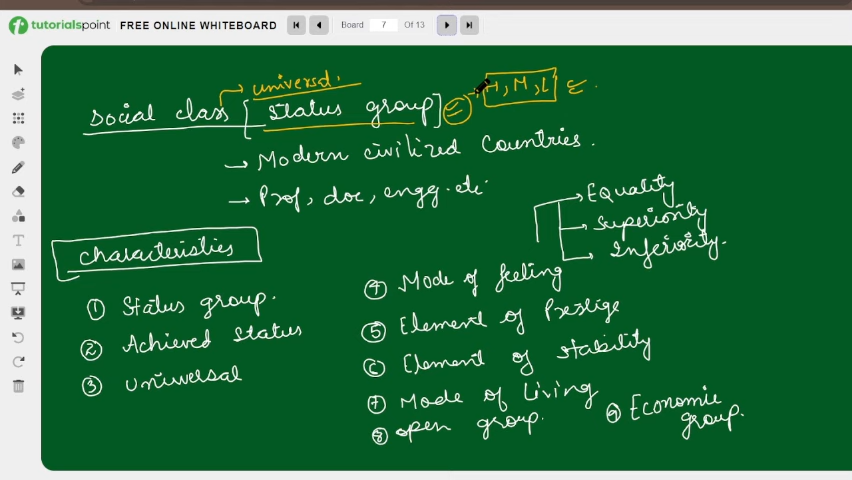 tutorialspoint FREE ONLINE WHITEBOARD Board 7 Of 13
universal.
social class [status group] = H, M, L
→ Modern civilized countries.
→ Prof, doc, engg. etc
→ Equality
→ Superiority
→ Inferiority.
characteristics
① Status group.
② Achieved Status
③ Universal
④ Mode of feeling
⑤ Element of Prestige
⑥ Element of stability
⑦ Mode of Living
⑧ open group.
⑨ Economic group.